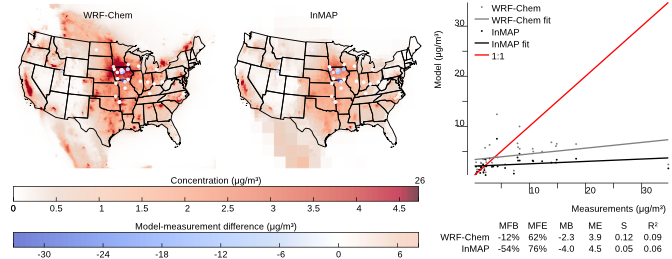 WRF-Chem
InMAP
Concentration (µg/m³)
26
0 0.5 1 1.5 2 2.5 3 3.5 4 4.5
Model-measurement difference (µg/m³)
-30 -24 -18 -12 -6 0 6
Model (µg/m³)
30
20
10
WRF-Chem
WRF-Chem fit
InMAP
InMAP fit
1:1
10 20 30
Measurements (µg/m³)
MFB MFE MB ME S R²
WRF-Chem -12% 62% -2.3 3.9 0.12 0.09
InMAP -54% 76% -4.0 4.5 0.05 0.06